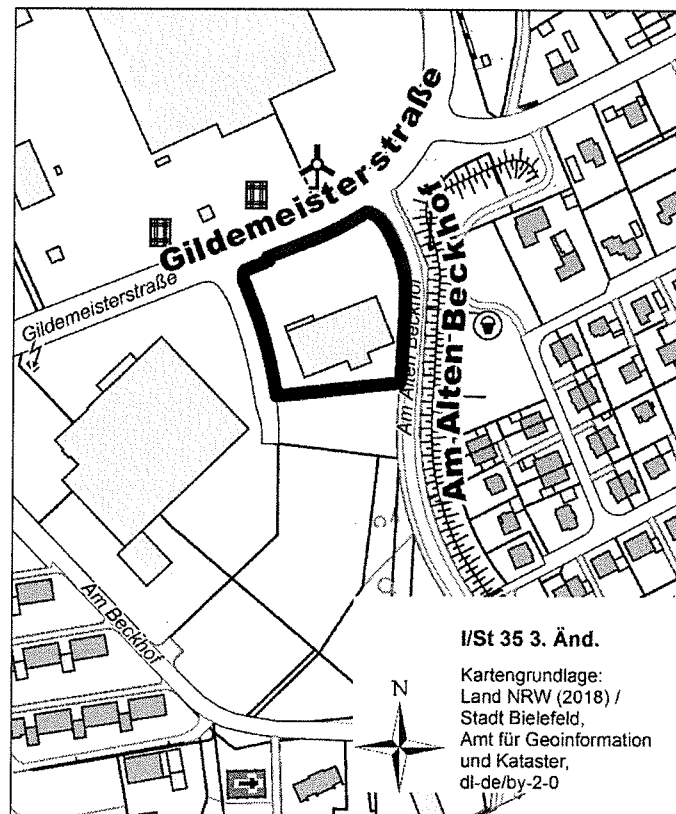 Gildemeisterstraße
Gildemeisterstraße
Am Alten Beckhof
Am Alten Beckhof
Am Beckhof
I/St 35 3. Änd.
Kartengrundlage:
Land NRW (2018) /
Stadt Bielefeld,
Amt für Geoinformation
und Kataster,
dl-de/by-2-0
N